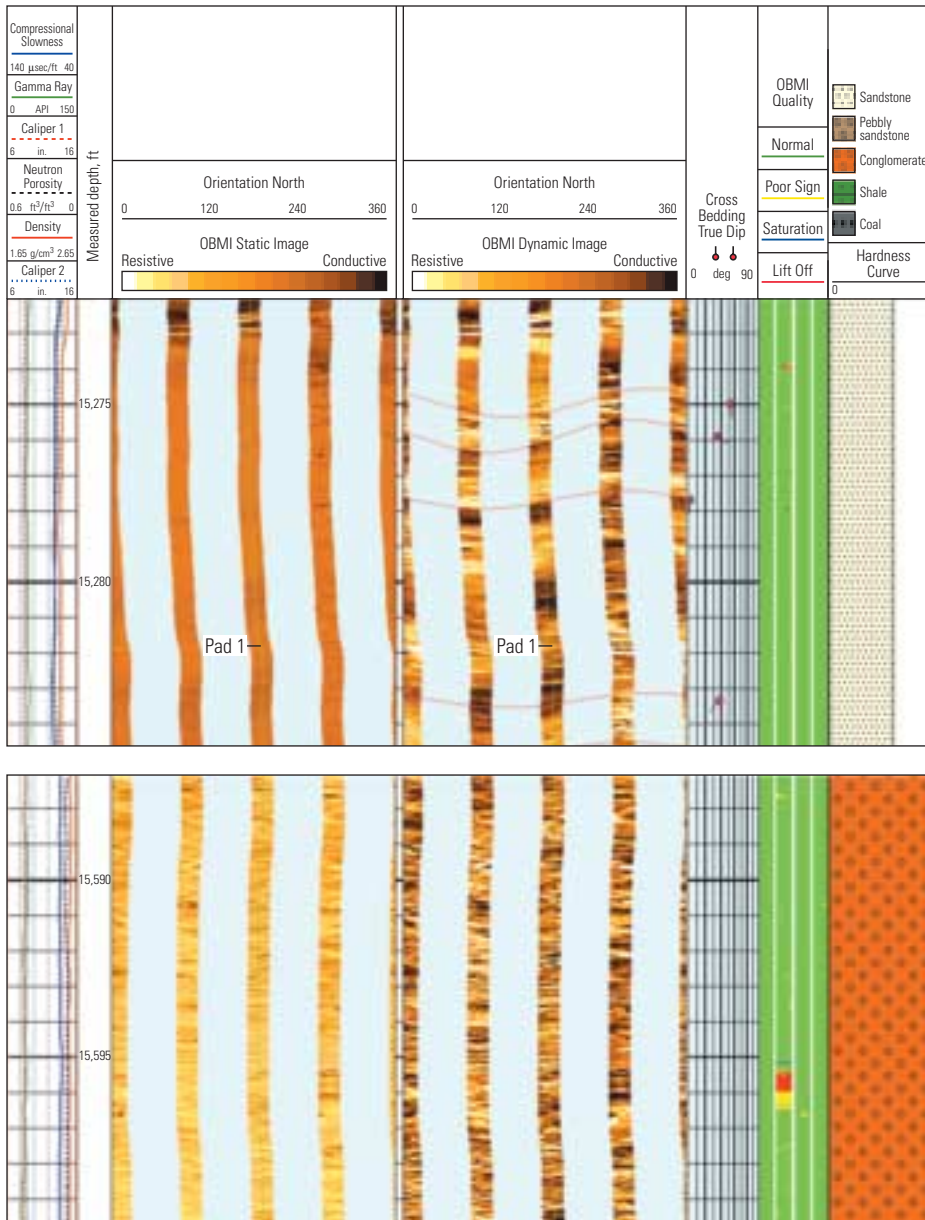 Compressional
Slowness
140 µsec/ft 40
Gamma Ray
0 API 150
Caliper 1
6 in. 16
Neutron
Porosity
0.6 ft³/ft³ 0
Density
1.65 g/cm³ 2.65
Caliper 2
6 in. 16
Measured depth, ft
Orientation North
0 120 240 360
OBMI Static Image
Resistive Conductive
Orientation North
0 120 240 360
OBMI Dynamic Image
Resistive Conductive
Cross
Bedding
True Dip
0 deg 90
OBMI
Quality
Normal
Poor Sign
Saturation
Lift Off
Sandstone
Pebbly
sandstone
Conglomerate
Shale
Coal
Hardness
Curve
0
15,275
15,280
Pad 1
Pad 1
15,590
15,595